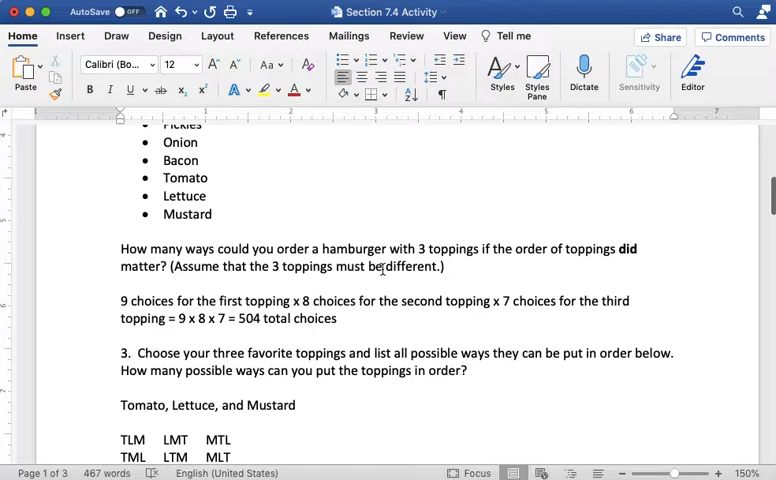 AutoSave OFF
Section 7.4 Activity
Home Insert Draw Design Layout References Mailings Review View Tell me
Share Comments
Paste
Calibri (Bo... 12
Styles
Styles Pane
Dictate
Sensitivity
Editor
Pickles
• Onion
• Bacon
• Tomato
• Lettuce
• Mustard
How many ways could you order a hamburger with 3 toppings if the order of toppings did
matter? (Assume that the 3 toppings must be different.)
9 choices for the first topping x 8 choices for the second topping x 7 choices for the third
topping = 9 x 8 x 7 = 504 total choices
3. Choose your three favorite toppings and list all possible ways they can be put in order below.
How many possible ways can you put the toppings in order?
Tomato, Lettuce, and Mustard
TLM LMT MTL
TML LTM MLT
Page 1 of 3 467 words English (United States) Focus 150%